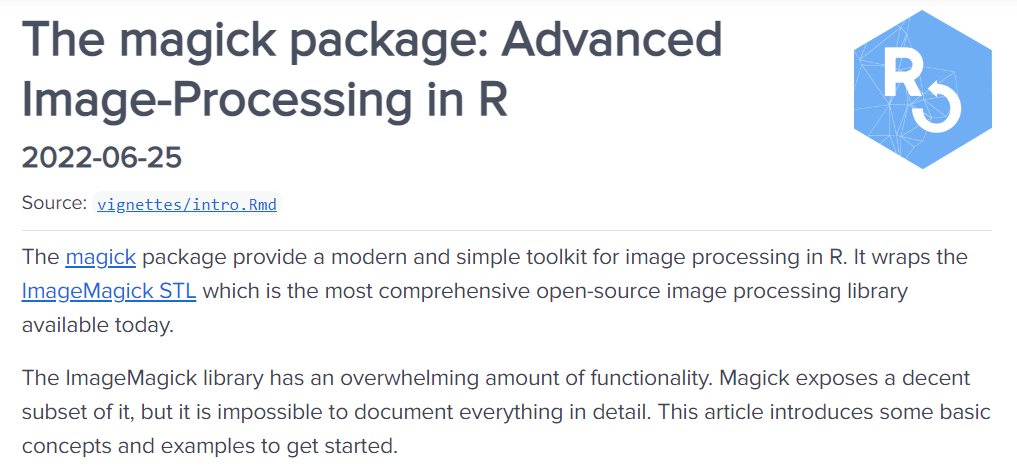 The magick package: Advanced
Image-Processing in R
R
2022-06-25
Source: vignettes/intro.Rmd
The magick package provide a modern and simple toolkit for image processing in R. It wraps the
ImageMagick STL which is the most comprehensive open-source image processing library
available today.
The ImageMagick library has an overwhelming amount of functionality. Magick exposes a decent
subset of it, but it is impossible to document everything in detail. This article introduces some basic
concepts and examples to get started.